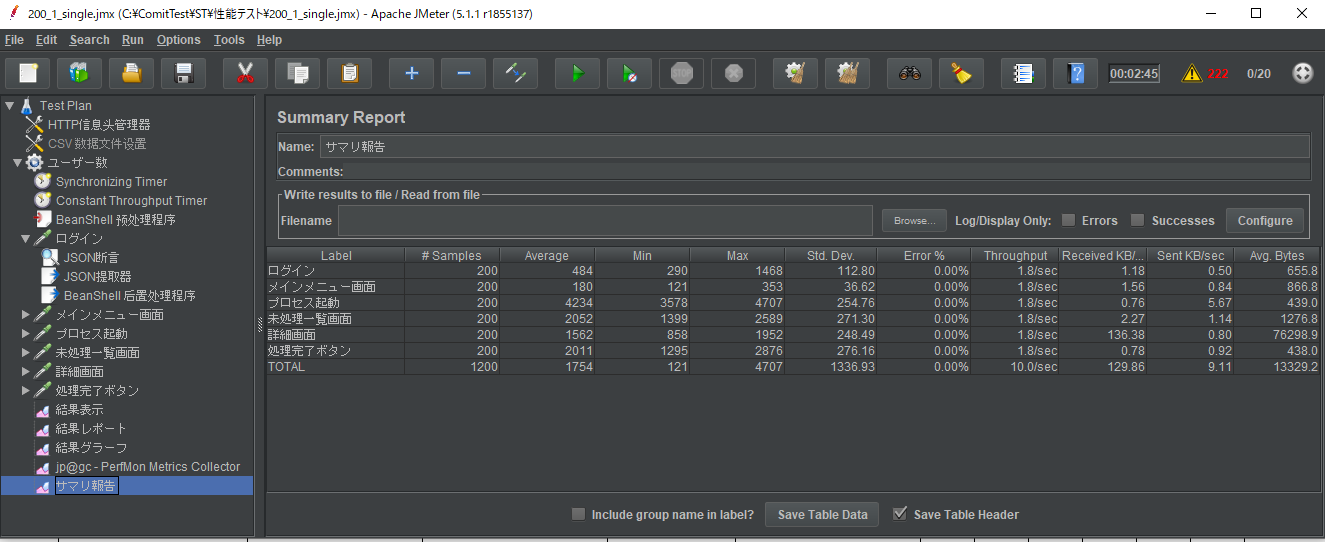 200_1_single.jmx (C:¥ComitTest¥ST¥性能テスト¥200_1_single.jmx) - Apache JMeter (5.1.1 r1855137)
File Edit Search Run Options Tools Help
STOP 00:02:45 222 0/20
Test Plan
HTTP信息头管理器
CSV 数据文件设置
ユーザー数
Synchronizing Timer
Constant Throughput Timer
BeanShell 预处理程序
ログイン
JSON断言
JSON提取器
BeanShell 后置处理程序
メインメニュー画面
プロセス起動
未処理一覧画面
詳細画面
処理完了ボタン
結果表示
結果レポート
結果グラーフ
jp@gc - PerfMon Metrics Collector
サマリ報告
Summary Report
Name: サマリ報告
Comments:
Write results to file / Read from file
Filename Browse... Log/Display Only: Errors Successes Configure
Label # Samples Average Min Max Std. Dev. Error % Throughput Received KB/... Sent KB/sec Avg. Bytes
ログイン 200 484 290 1468 112.80 0.00% 1.8/sec 1.18 0.50 655.8
メインメニュー画面 200 180 121 353 36.62 0.00% 1.8/sec 1.56 0.84 866.8
プロセス起動 200 4234 3578 4707 254.76 0.00% 1.8/sec 0.76 5.67 439.0
未処理一覧画面 200 2052 1399 2589 271.30 0.00% 1.8/sec 2.27 1.14 1276.8
詳細画面 200 1562 858 1952 248.49 0.00% 1.8/sec 136.38 0.80 76298.9
処理完了ボタン 200 2011 1295 2876 276.16 0.00% 1.8/sec 0.78 0.92 438.0
TOTAL 1200 1754 121 4707 1336.93 0.00% 10.0/sec 129.86 9.11 13329.2
Include group name in label? Save Table Data Save Table Header